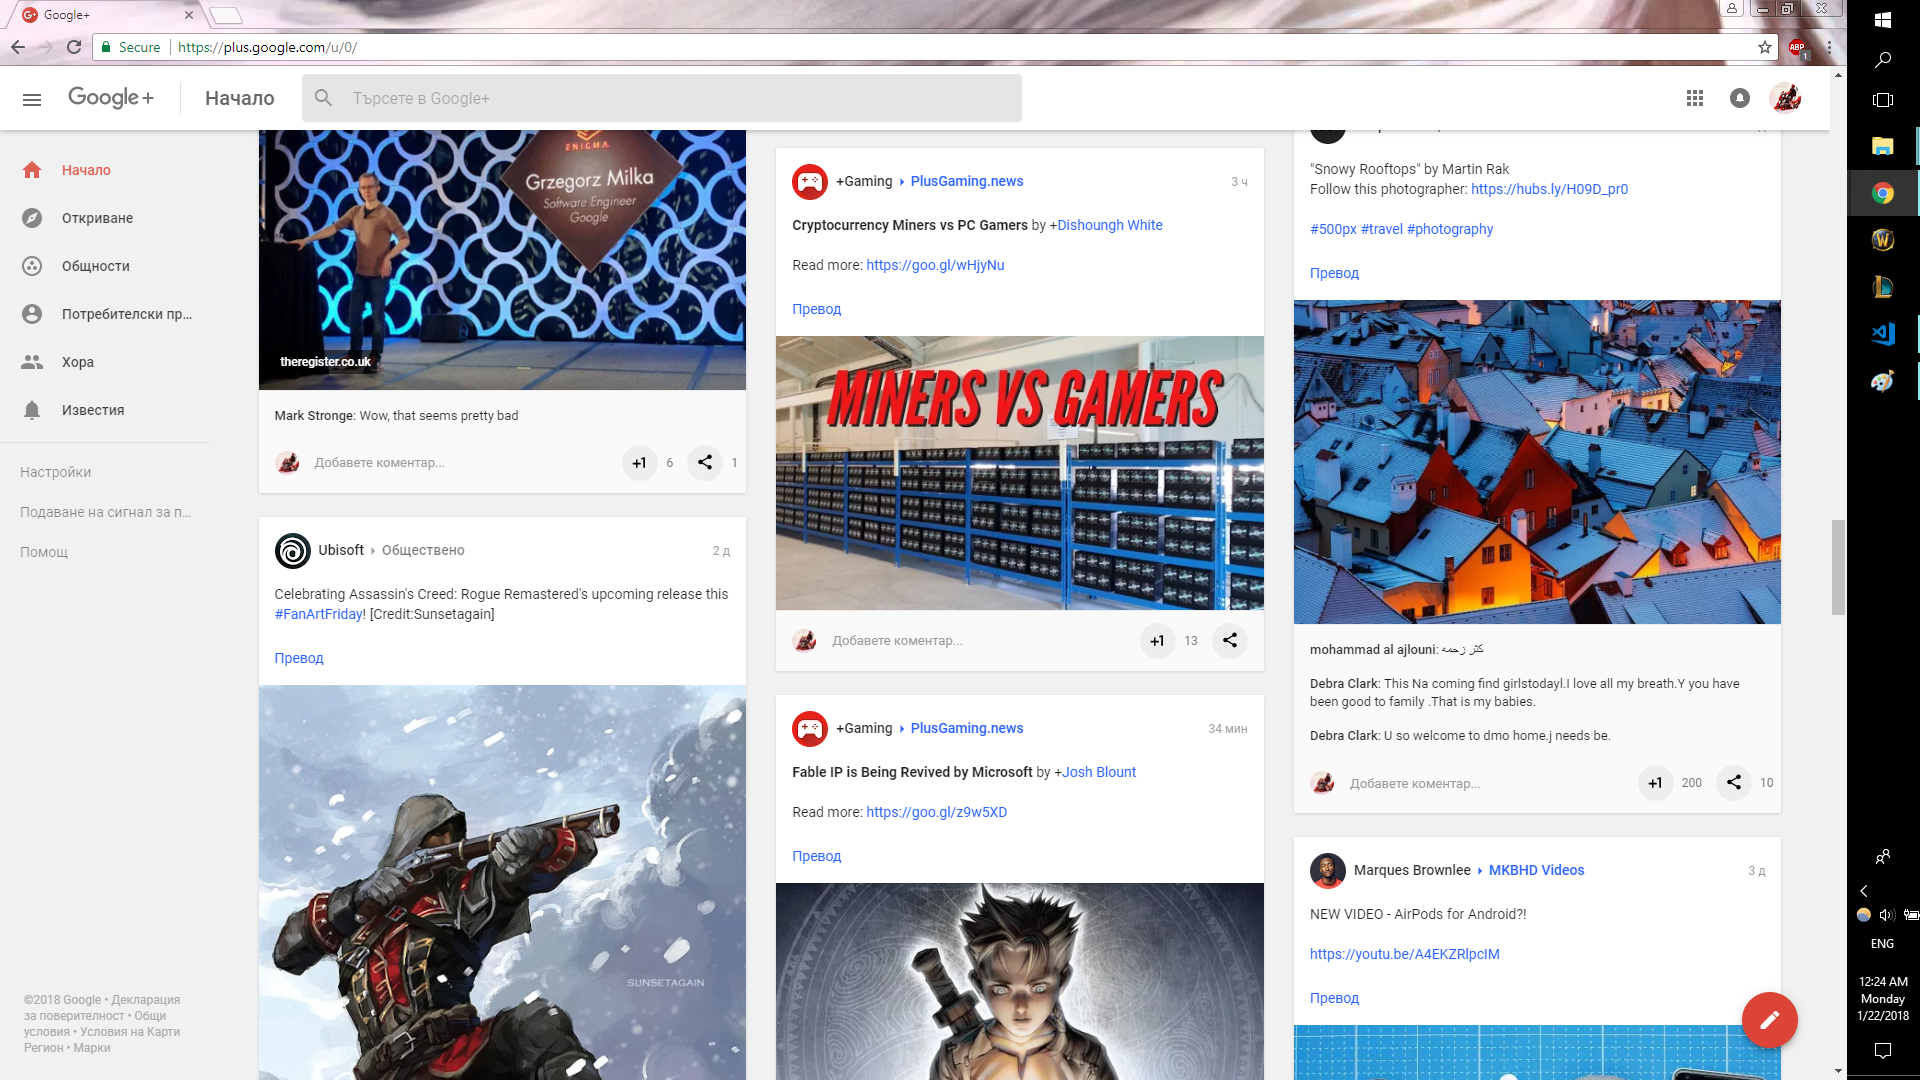 Google+
Secure
https://plus.google.com/u/0/
ABP
1
Google+
Начало
Търсете в Google+
Начало
Откриване
Общности
Потребителски пр...
Хора
Известия
Настройки
Подаване на сигнал за п...
Помощ
©2018 Google • Декларация
за поверителност • Общи
условия • Условия на Карти
Регион • Марки
ENIGMA
Grzegorz Milka
Software Engineer
Google
theregister.co.uk
Mark Stronge: Wow, that seems pretty bad
Добавете коментар...
+1
6
1
Ubisoft
Обществено
2 д
Celebrating Assassin's Creed: Rogue Remastered's upcoming release this
#FanArtFriday! [Credit:Sunsetagain]
Превод
SUNSETAGAIN
+Gaming
PlusGaming.news
3 ч
Cryptocurrency Miners vs PC Gamers by +Dishoungh White
Read more: https://goo.gl/wHjyNu
Превод
MINERS VS GAMERS
Добавете коментар...
+1
13
+Gaming
PlusGaming.news
34 мин
Fable IP is Being Revived by Microsoft by +Josh Blount
Read more: https://goo.gl/z9w5XD
Превод
"Snowy Rooftops" by Martin Rak
Follow this photographer: https://hubs.ly/H09D_pr0
#500px #travel #photography
Превод
mohammad al ajlouni: كثر زحمه
Debra Clark: This Na coming find girlstodayl.I love all my breath.Y you have
been good to family .That is my babies.
Debra Clark: U so welcome to dmo home.j needs be.
Добавете коментар...
+1
200
10
Marques Brownlee
MKBHD Videos
3 д
NEW VIDEO - AirPods for Android?!
https://youtu.be/A4EKZRlpcIM
Превод
ENG
12:24 AM
Monday
1/22/2018